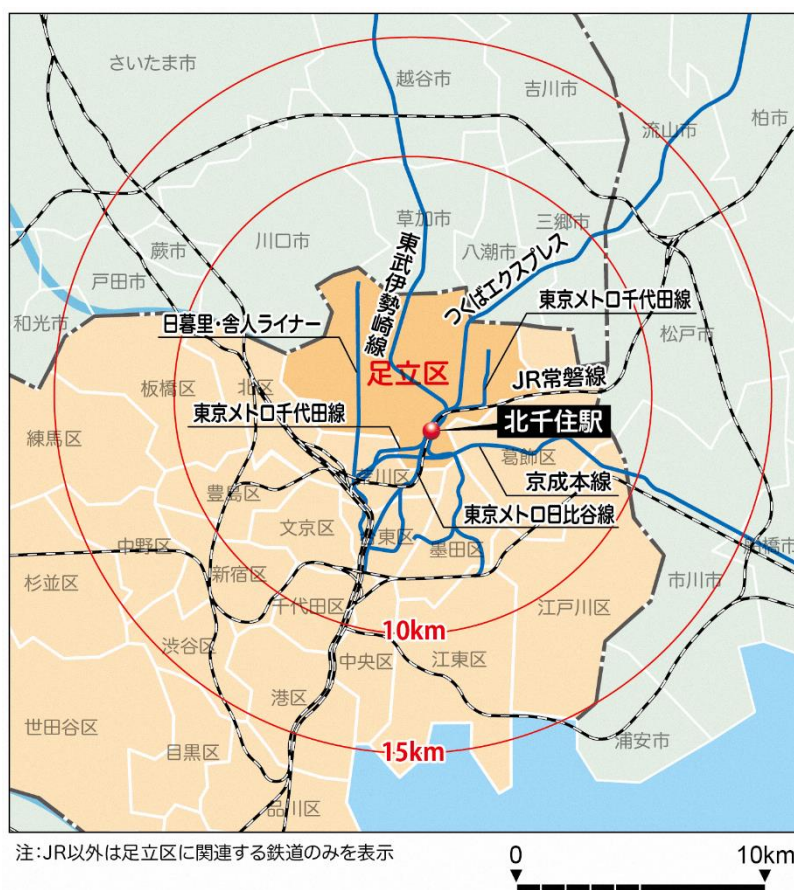 さいたま市
越谷市
吉川市
流山市
柏市
草加市
三郷市
川口市
蕨市
八潮市
戸田市
東武伊勢崎線
つくばエクスプレス
和光市
日暮里・舎人ライナー
東京メトロ千代田線
松戸市
足立区
板橋区
北区
JR常磐線
東京メトロ千代田線
北千住駅
練馬区
葛飾区
荒川区
京成本線
豊島区
東京メトロ日比谷線
文京区
台東区
墨田区
中野区
船橋市
新宿区
杉並区
市川市
千代田区
江戸川区
10km
渋谷区
中央区
江東区
港区
世田谷区
浦安市
目黒区
15km
品川区
注:JR以外は足立区に関連する鉄道のみを表示
0
10km